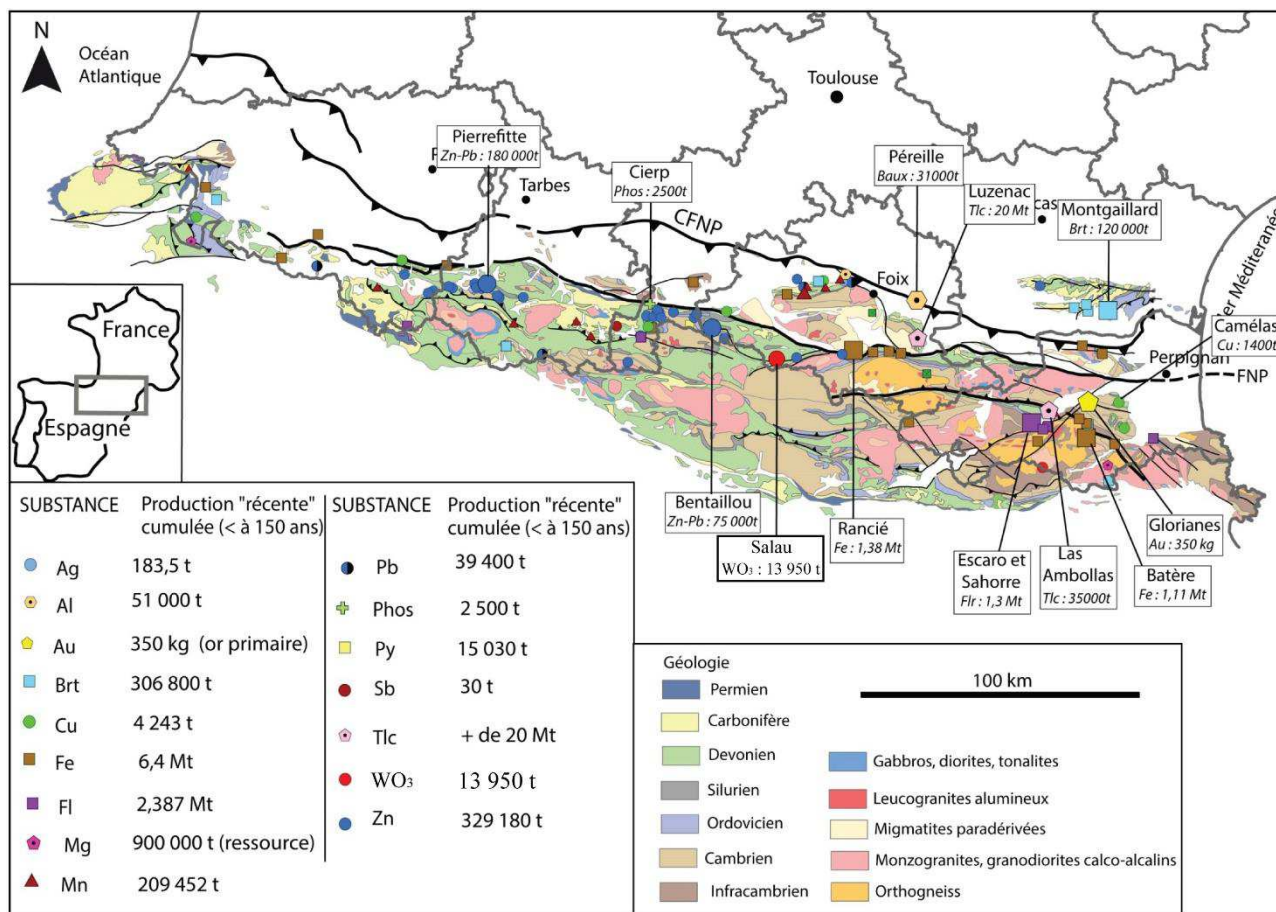 N
Océan
Atlantique
Toulouse
Pierrefitte
Zn-Pb : 180 000t
Tarbes
Cierp
Phos : 2500t
Péreille
Baux : 31000t
Luzenac
Tlc : 20 Mt
Montgaillard
Brt : 120 000t
CFNP
Foix
Camélas
Cu : 1400t
Perpignan
FNP
France
Espagne
Bentaillou
Zn-Pb : 75 000t
Salau
WO₃ : 13 950 t
Rancié
Fe : 1,38 Mt
Escaro et
Sahorre
Flr : 1,3 Mt
Las
Ambollas
Tlc : 35000t
Batère
Fe : 1,11 Mt
Glorianes
Au : 350 kg
SUBSTANCE Production "récente"
cumulée (< à 150 ans)
Ag 183,5 t
Al 51 000 t
Au 350 kg (or primaire)
Brt 306 800 t
Cu 4 243 t
Fe 6,4 Mt
Fl 2,387 Mt
Mg 900 000 t (ressource)
Mn 209 452 t
SUBSTANCE Production "récente"
cumulée (< à 150 ans)
Pb 39 400 t
Phos 2 500 t
Py 15 030 t
Sb 30 t
Tlc + de 20 Mt
WO₃ 13 950 t
Zn 329 180 t
Géologie
Permien
Carbonifère
Devonien
Silurien
Ordovicien
Cambrien
Infracambrien
100 km
Gabbros, diorites, tonalites
Leucogranites alumineux
Migmatites paradérivées
Monzogranites, granodiorites calco-alcalins
Orthogneiss